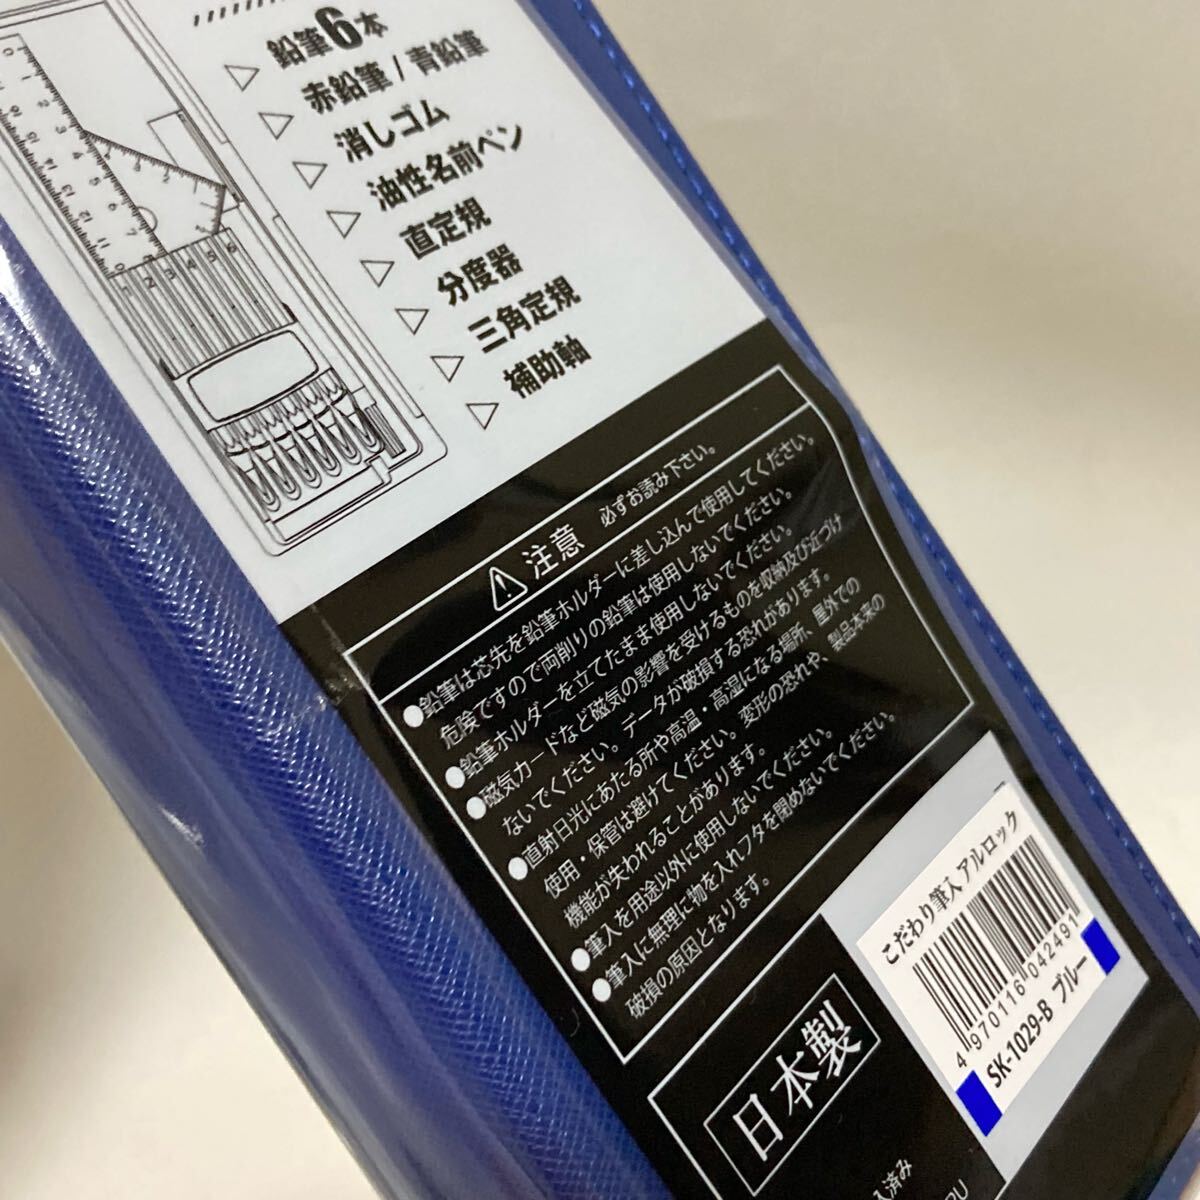 鉛筆6本
赤鉛筆 / 青鉛筆
消しゴム
油性名前ペン
直定規
分度器
三角定規
補助軸
1 2 3 4 5 6
注意 必ずお読み下さい。
●鉛筆は芯先を鉛筆ホルダーに差し込んで使用してください。
危険ですので両削りの鉛筆は使用しないでください。
●鉛筆ホルダーを立てたまま使用しないでください。
●磁気カードなど磁気の影響を受けるものを収納及び近づけ
ないでください。データが破損する恐れがあります。
●直射日光にあたる所や高温・高湿になる場所、屋外での
使用・保管は避けてください。変形の恐れや、製品本来の
機能が失われることがあります。
●筆入を用途以外に使用しないでください。
●筆入に無理に物を入れフタを閉めないでください。
破損の原因となります。
日本製
こだわり筆入 アルロック
4 970116 042491
SK-1029-B ブルー
入済み